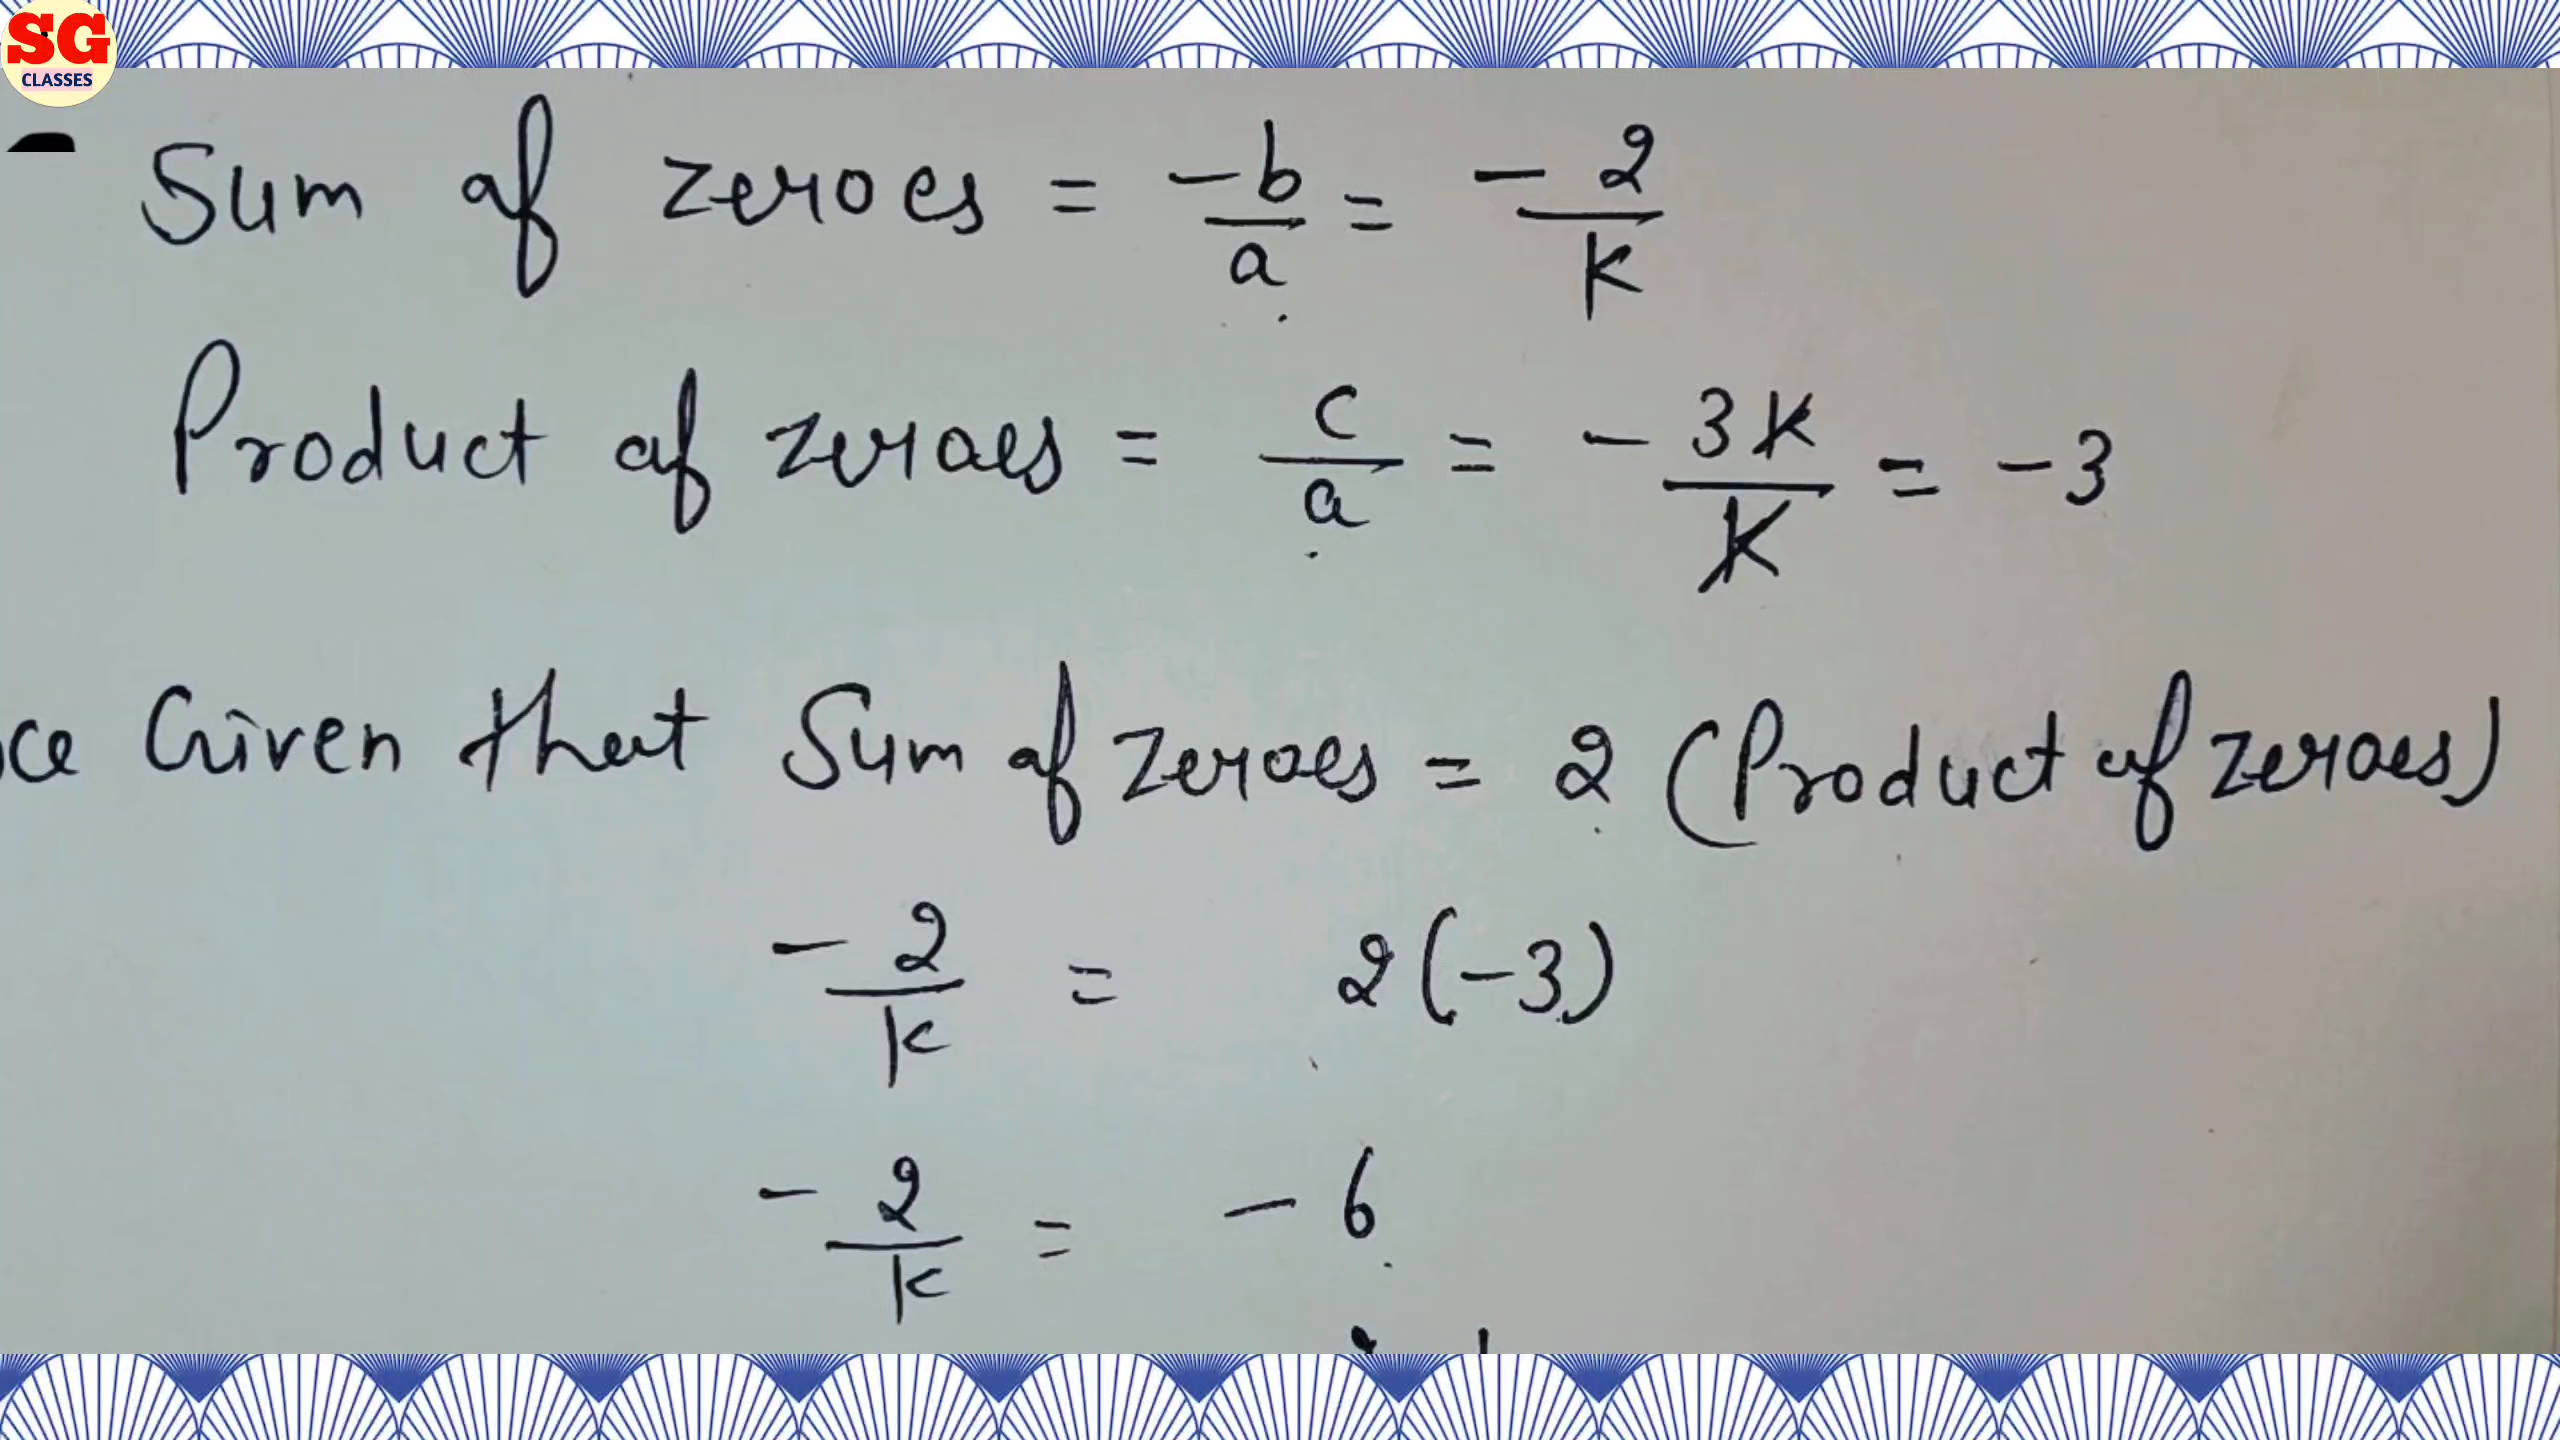 SG
CLASSES
Sum of zeroes = -b/a = -2/k
Product of zeroes = c/a = -3k/k = -3
Given that Sum of zeroes = 2 (Product of zeroes)
-2/k = 2(-3)
-2/k = -6